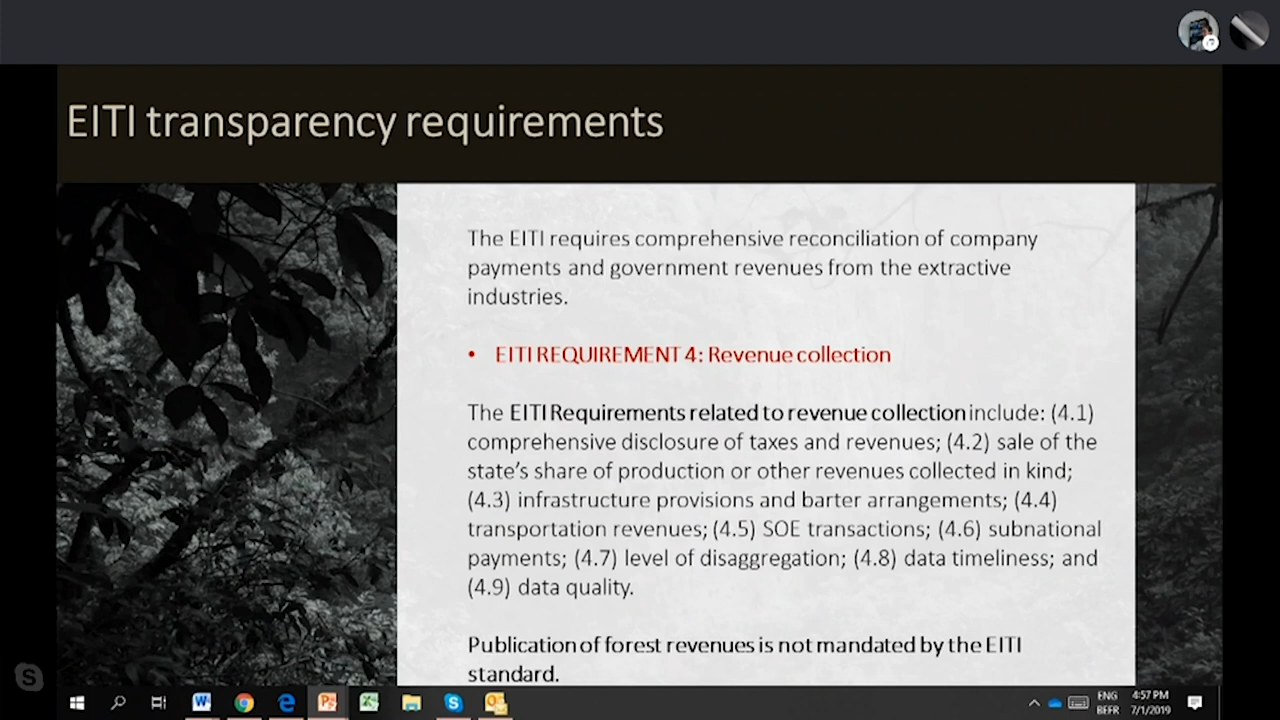 EITI transparency requirements
The EITI requires comprehensive reconciliation of company
payments and government revenues from the extractive
industries.
• EITI REQUIREMENT 4: Revenue collection
The EITI Requirements related to revenue collection include: (4.1)
comprehensive disclosure of taxes and revenues; (4.2) sale of the
state’s share of production or other revenues collected in kind;
(4.3) infrastructure provisions and barter arrangements; (4.4)
transportation revenues; (4.5) SOE transactions; (4.6) subnational
payments; (4.7) level of disaggregation; (4.8) data timeliness; and
(4.9) data quality.
Publication of forest revenues is not mandated by the EITI
standard.
ENG 4:57 PM
BEFR 7/1/2019